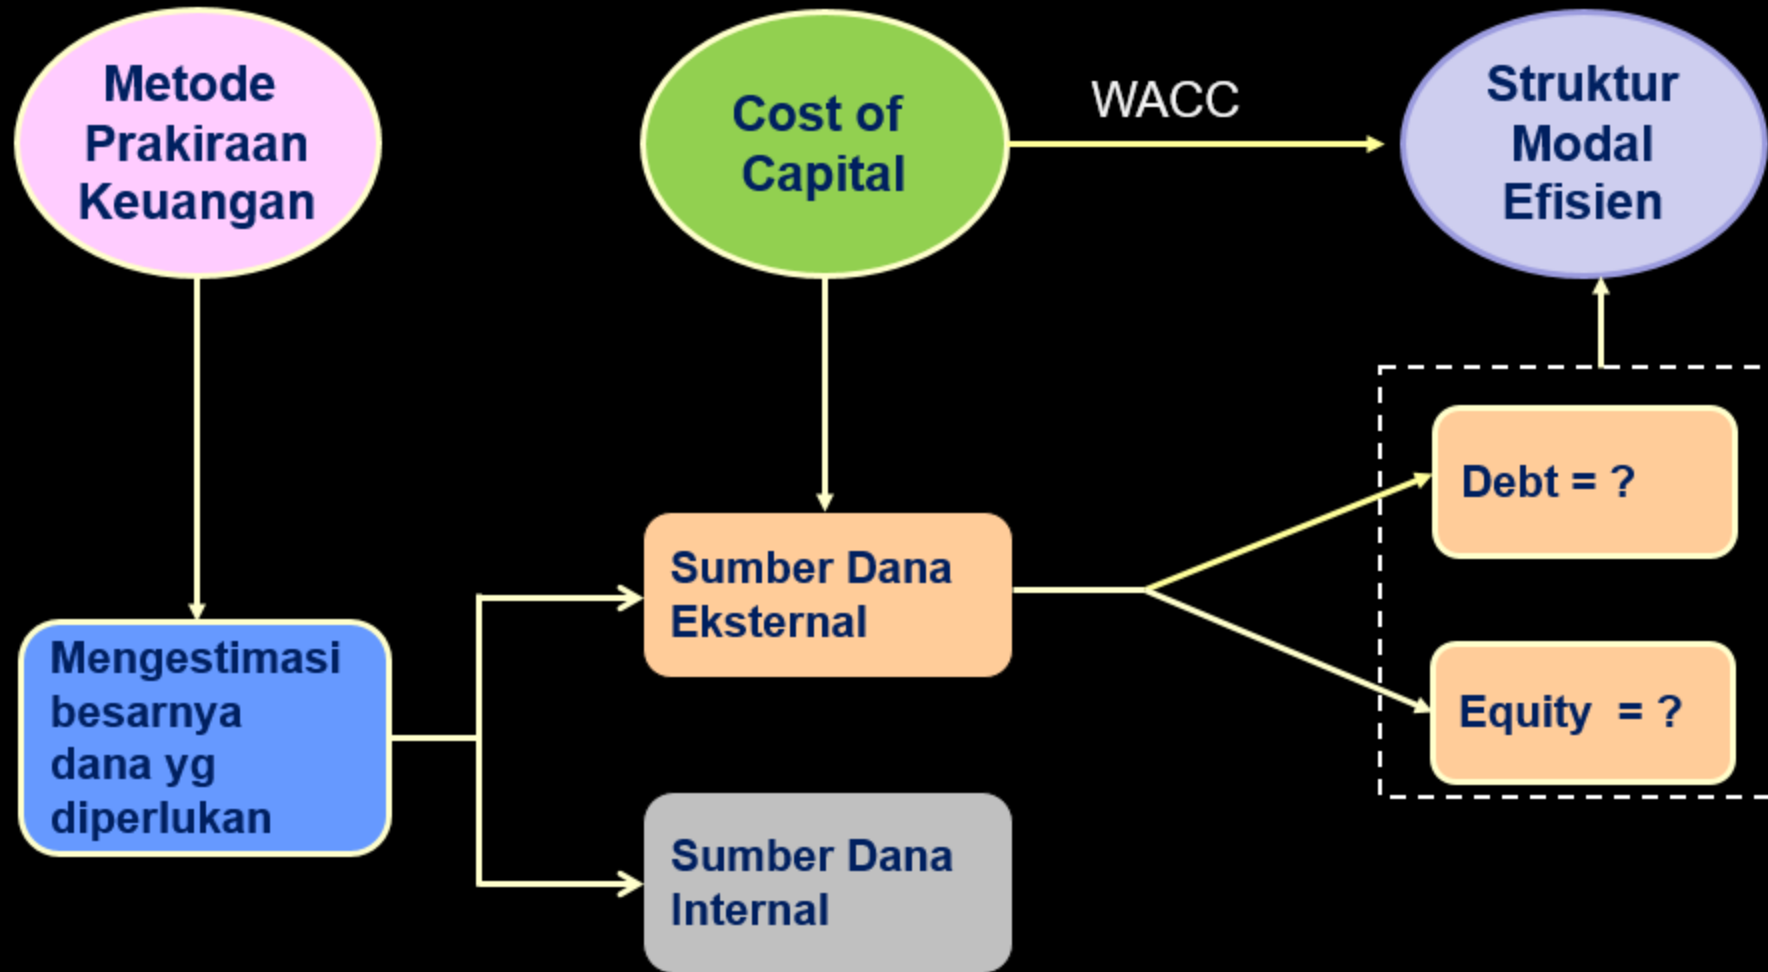 Metode
Prakiraan
Keuangan
Cost of
Capital
WACC
Struktur
Modal
Efisien
Mengestimasi
besarnya
dana yg
diperlukan
Sumber Dana
Eksternal
Sumber Dana
Internal
Debt = ?
Equity = ?